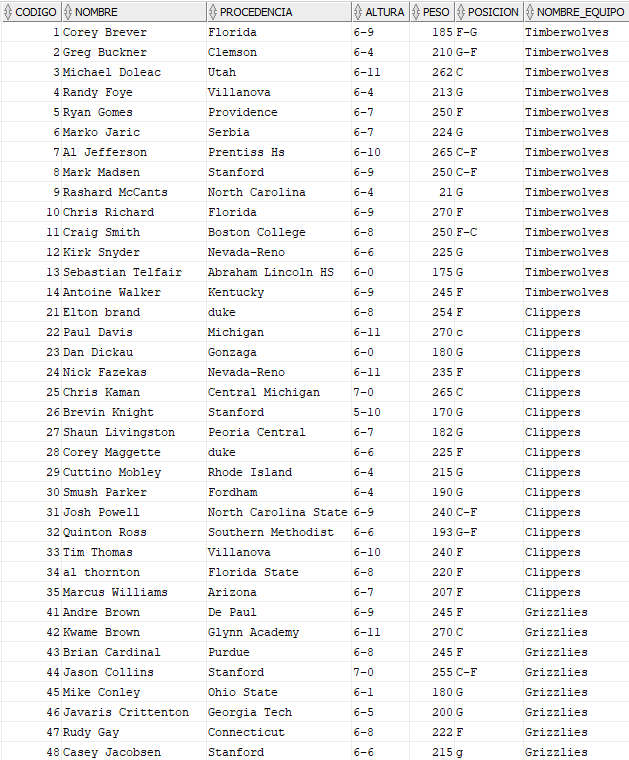 CODIGO NOMBRE PROCEDENCIA ALTURA PESO POSICION NOMBRE_EQUIPO
1 Corey Brever Florida 6-9 185 F-G Timberwolves
2 Greg Buckner Clemson 6-4 210 G-F Timberwolves
3 Michael Doleac Utah 6-11 262 C Timberwolves
4 Randy Foye Villanova 6-4 213 G Timberwolves
5 Ryan Gomes Providence 6-7 250 F Timberwolves
6 Marko Jaric Serbia 6-7 224 G Timberwolves
7 Al Jefferson Prentiss Hs 6-10 265 C-F Timberwolves
8 Mark Madsen Stanford 6-9 250 C-F Timberwolves
9 Rashard McCants North Carolina 6-4 21 G Timberwolves
10 Chris Richard Florida 6-9 270 F Timberwolves
11 Craig Smith Boston College 6-8 250 F-C Timberwolves
12 Kirk Snyder Nevada-Reno 6-6 225 G Timberwolves
13 Sebastian Telfair Abraham Lincoln HS 6-0 175 G Timberwolves
14 Antoine Walker Kentucky 6-9 245 F Timberwolves
21 Elton brand duke 6-8 254 F Clippers
22 Paul Davis Michigan 6-11 270 c Clippers
23 Dan Dickau Gonzaga 6-0 180 G Clippers
24 Nick Fazekas Nevada-Reno 6-11 235 F Clippers
25 Chris Kaman Central Michigan 7-0 265 C Clippers
26 Brevin Knight Stanford 5-10 170 G Clippers
27 Shaun Livingston Peoria Central 6-7 182 G Clippers
28 Corey Maggette duke 6-6 225 F Clippers
29 Cuttino Mobley Rhode Island 6-4 215 G Clippers
30 Smush Parker Fordham 6-4 190 G Clippers
31 Josh Powell North Carolina State 6-9 240 C-F Clippers
32 Quinton Ross Southern Methodist 6-6 193 G-F Clippers
33 Tim Thomas Villanova 6-10 240 F Clippers
34 al thornton Florida State 6-8 220 F Clippers
35 Marcus Williams Arizona 6-7 207 F Clippers
41 Andre Brown De Paul 6-9 245 F Grizzlies
42 Kwame Brown Glynn Academy 6-11 270 C Grizzlies
43 Brian Cardinal Purdue 6-8 245 F Grizzlies
44 Jason Collins Stanford 7-0 255 C-F Grizzlies
45 Mike Conley Ohio State 6-1 180 G Grizzlies
46 Javaris Crittenton Georgia Tech 6-5 200 G Grizzlies
47 Rudy Gay Connecticut 6-8 222 F Grizzlies
48 Casey Jacobsen Stanford 6-6 215 g Grizzlies